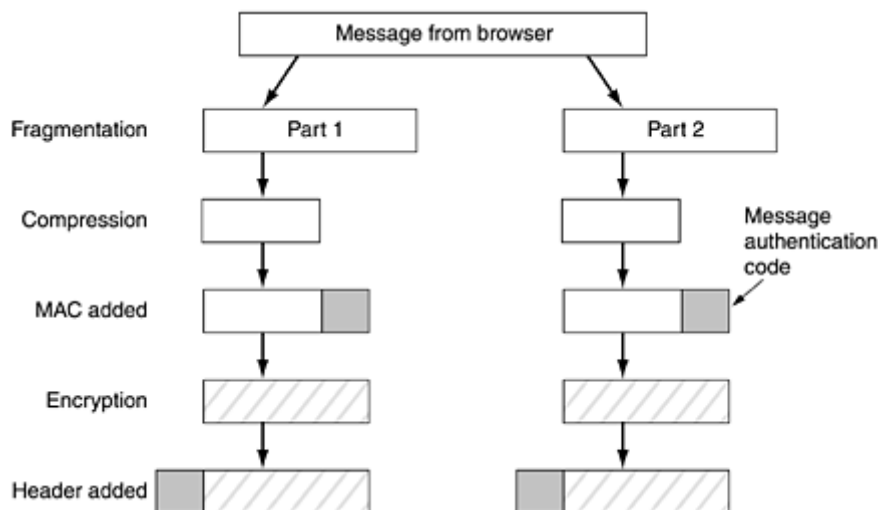 Message from browser
Fragmentation
Part 1
Part 2
Compression
Message
authentication
code
MAC added
Encryption
Header added